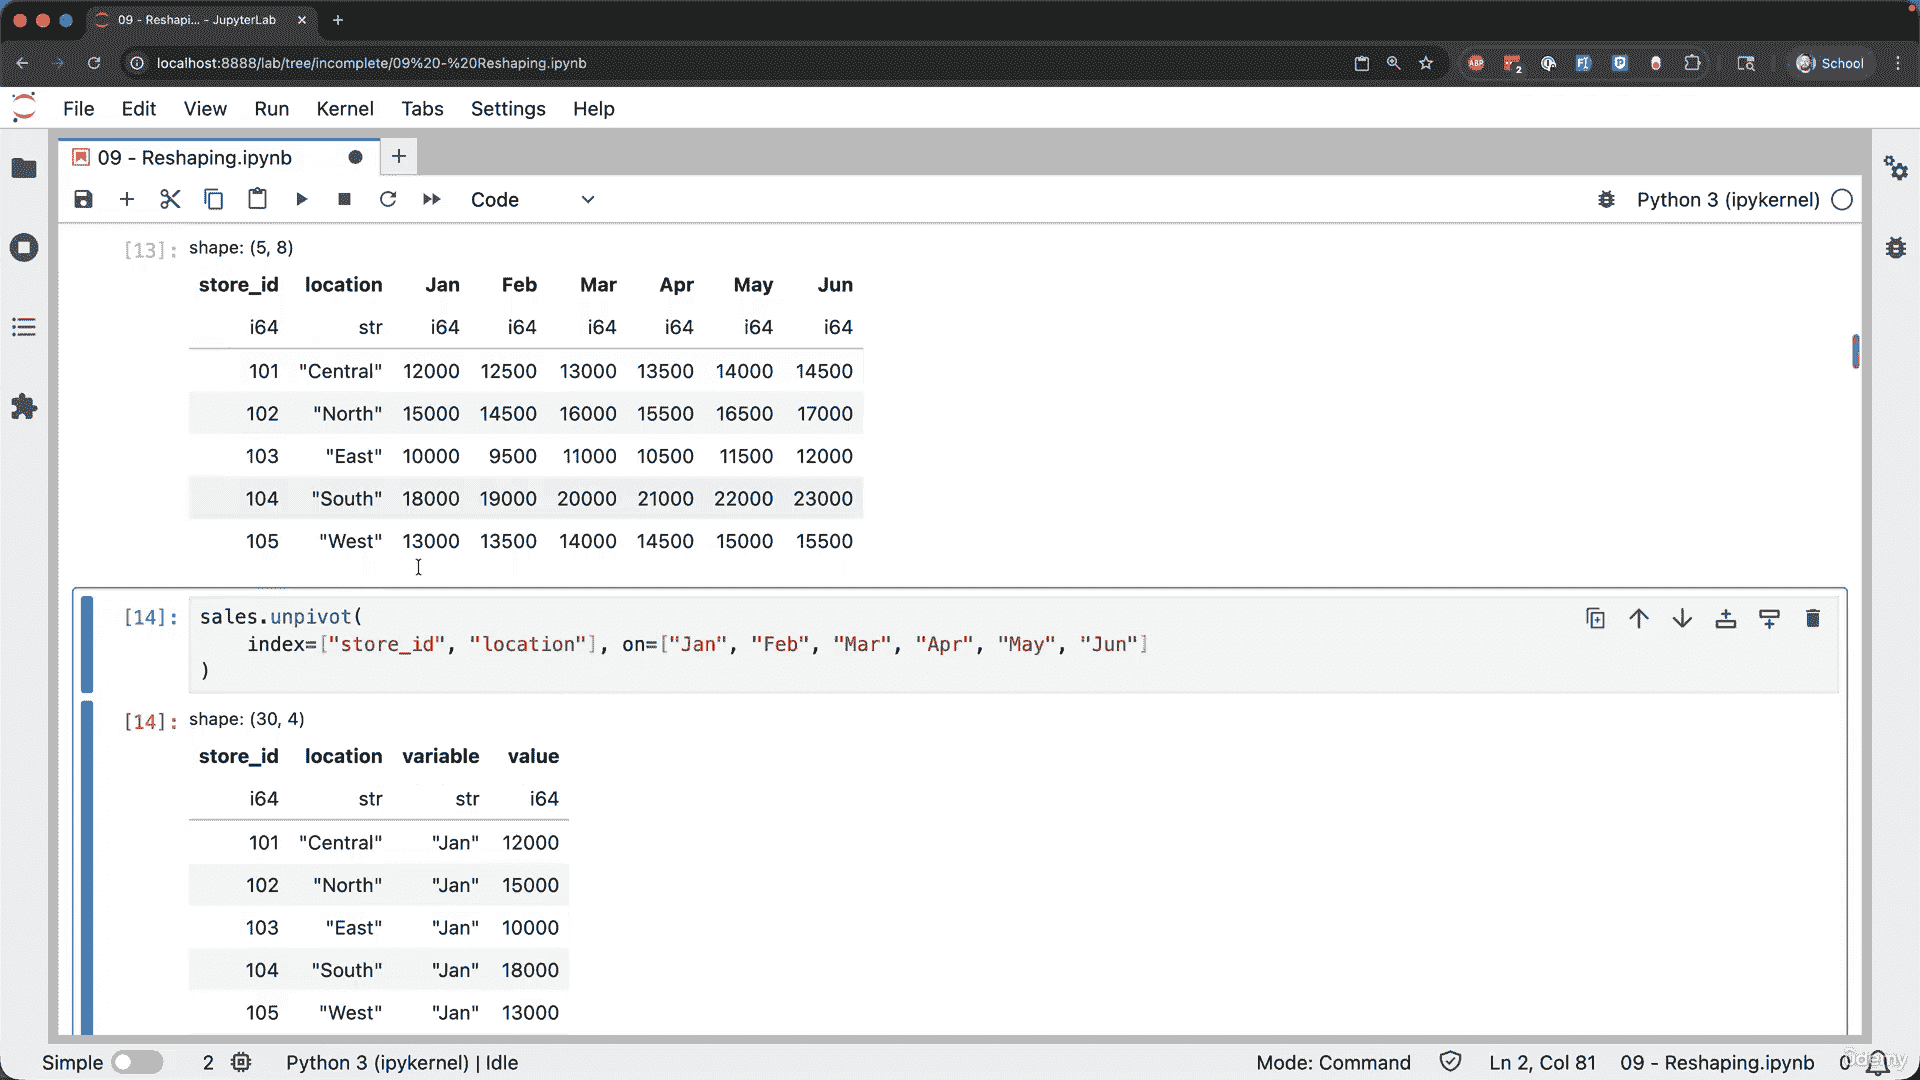 09 - Reshapi... - JupyterLab
localhost:8888/lab/tree/incomplete/09%20-%20Reshaping.ipynb
ABP
2
School
File Edit View Run Kernel Tabs Settings Help
09 - Reshaping.ipynb
Code
Python 3 (ipykernel)
[13]: shape: (5, 8)
store_id location Jan Feb Mar Apr May Jun
i64 str i64 i64 i64 i64 i64 i64
101 "Central" 12000 12500 13000 13500 14000 14500
102 "North" 15000 14500 16000 15500 16500 17000
103 "East" 10000 9500 11000 10500 11500 12000
104 "South" 18000 19000 20000 21000 22000 23000
105 "West" 13000 13500 14000 14500 15000 15500
[14]: sales.unpivot(
index=["store_id", "location"], on=["Jan", "Feb", "Mar", "Apr", "May", "Jun"]
)
[14]: shape: (30, 4)
store_id location variable value
i64 str str i64
101 "Central" "Jan" 12000
102 "North" "Jan" 15000
103 "East" "Jan" 10000
104 "South" "Jan" 18000
105 "West" "Jan" 13000
Simple 2 Python 3 (ipykernel) | Idle Mode: Command Ln 2, Col 81 09 - Reshaping.ipynb 0
Udemy